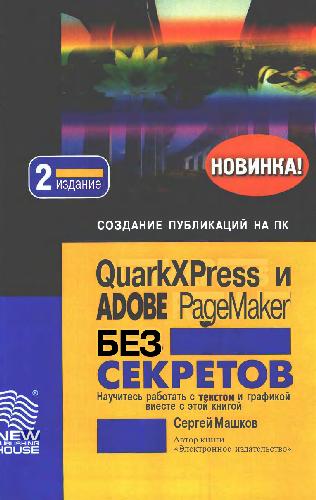 НОВИНКА!
2 издание
СОЗДАНИЕ ПУБЛИКАЦИЙ НА ПК
QuarkXPress и
ADOBE PageMaker
БЕЗ
СЕКРЕТОВ
Научитесь работать с текстом и графикой
вместе с этой книгой
Сергей Машков
Автор книги
«Электронное издательство»
NEW
PUBLISHING
HOUSE